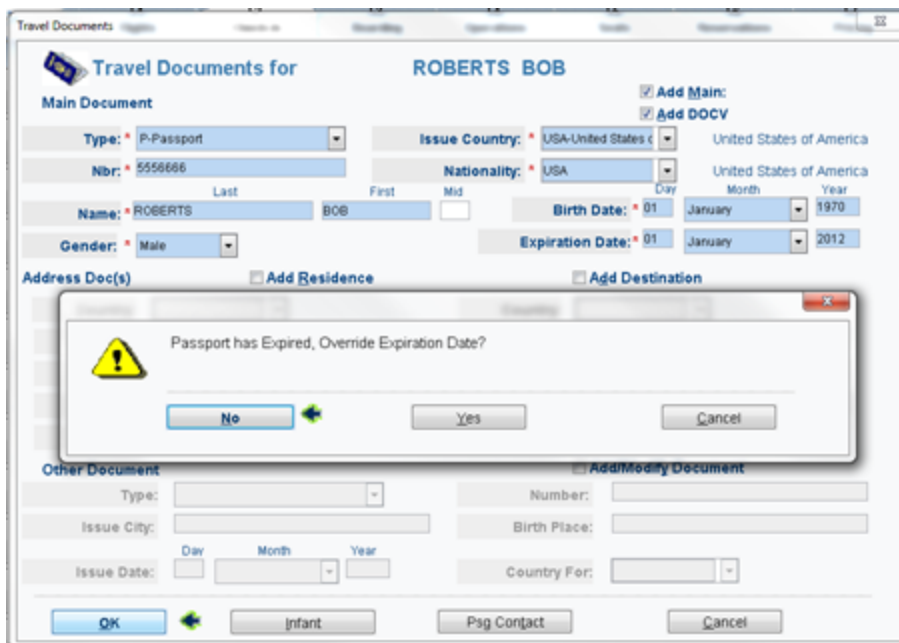 Travel Documents
Travel Documents for ROBERTS BOB
Main Document
Add Main:
Add DOCV
Type: * P-Passport Issue Country: * USA-United States c United States of America
Nbr: * 5556666 Nationality: * USA United States of America
Last First Mid Day Month Year
Name: * ROBERTS BOB Birth Date: * 01 January 1970
Gender: * Male Expiration Date: * 01 January 2012
Address Doc(s) Add Residence Add Destination
Country Country
Passport has Expired, Override Expiration Date?
No Yes Cancel
Other Document Add/Modify Document
Type: Number:
Issue City: Birth Place:
Day Month Year
Issue Date: Country For:
OK Infant Psg Contact Cancel